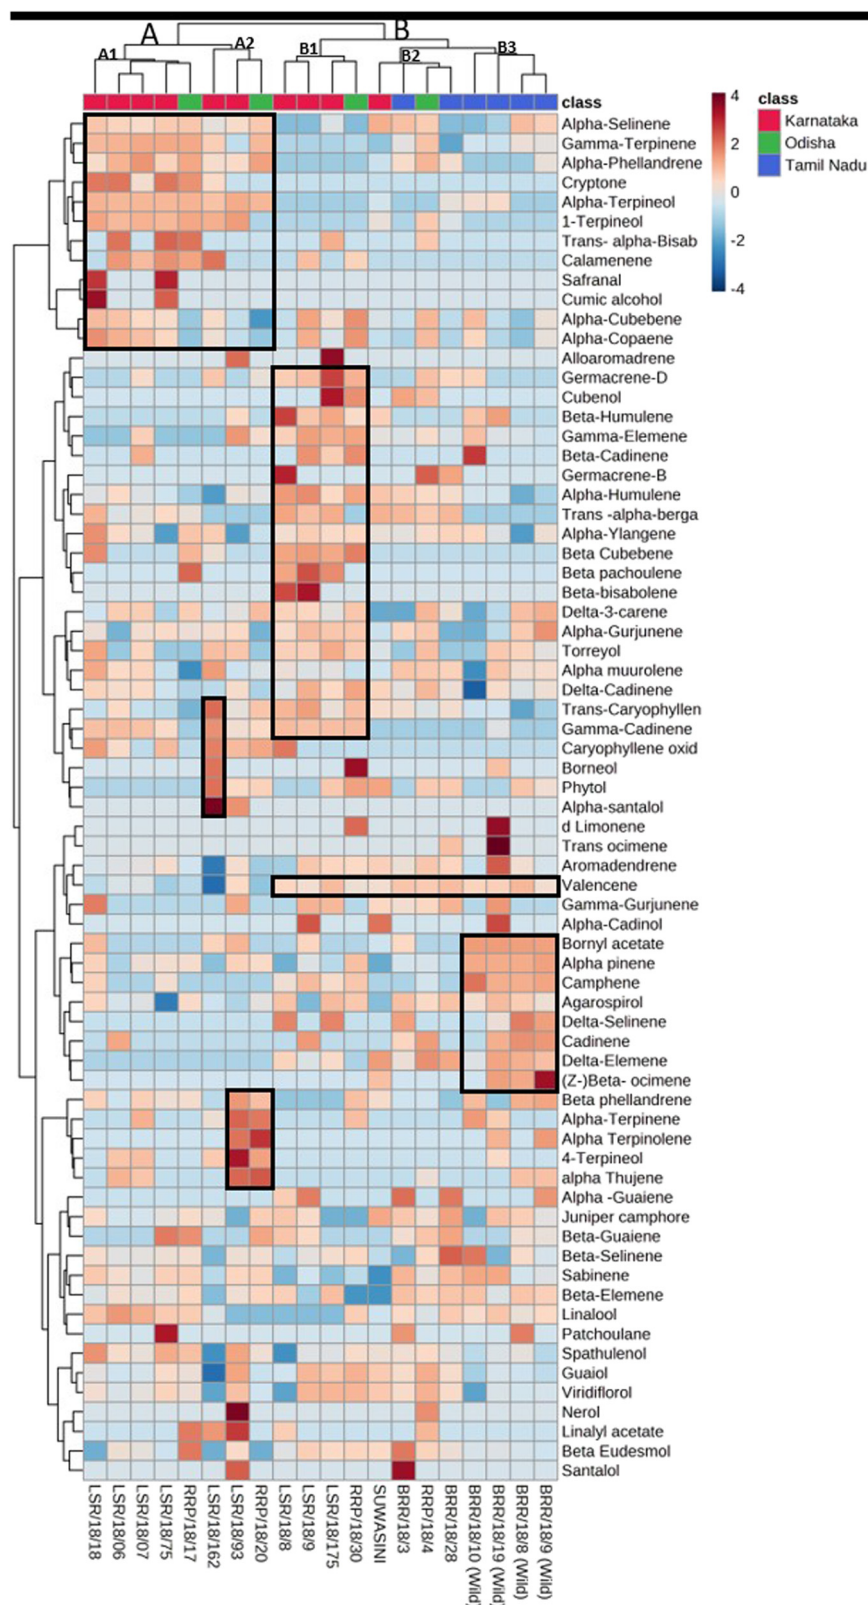 A
B
A1
A2
B1
B2
B3
class
4
2
0
-2
-4
class
Karnataka
Odisha
Tamil Nadu
Alpha-Selinene
Gamma-Terpinene
Alpha-Phellandrene
Cryptone
Alpha-Terpineol
1-Terpineol
Trans- alpha-Bisab
Calamenene
Safranal
Cumic alcohol
Alpha-Cubebene
Alpha-Copaene
Alloaromadrene
Germacrene-D
Cubenol
Beta-Humulene
Gamma-Elemene
Beta-Cadinene
Germacrene-B
Alpha-Humulene
Trans -alpha-berga
Alpha-Ylangene
Beta Cubebene
Beta pachoulene
Beta-bisabolene
Delta-3-carene
Alpha-Gurjunene
Torreyol
Alpha muurolene
Delta-Cadinene
Trans-Caryophyllen
Gamma-Cadinene
Caryophyllene oxid
Borneol
Phytol
Alpha-santalol
d Limonene
Trans ocimene
Aromadendrene
Valencene
Gamma-Gurjunene
Alpha-Cadinol
Bornyl acetate
Alpha pinene
Camphene
Agarospirol
Delta-Selinene
Cadinene
Delta-Elemene
(Z-)Beta- ocimene
Beta phellandrene
Alpha-Terpinene
Alpha Terpinolene
4-Terpineol
alpha Thujene
Alpha -Guaiene
Juniper camphore
Beta-Guaiene
Beta-Selinene
Sabinene
Beta-Elemene
Linalool
Patchoulane
Spathulenol
Guaiol
Viridiflorol
Nerol
Linalyl acetate
Beta Eudesmol
Santalol
LSR/18/18
LSR/18/06
LSR/18/07
LSR/18/75
RRP/18/17
LSR/18/162
LSR/18/93
RRP/18/20
LSR/18/8
LSR/18/9
LSR/18/175
RRP/18/30
SUWASINI
BRR/18/3
RRP/18/4
BRR/18/28
BRR/18/10 (Wild)
BRR/18/19 (Wild)
BRR/18/8 (Wild)
BRR/18/9 (Wild)